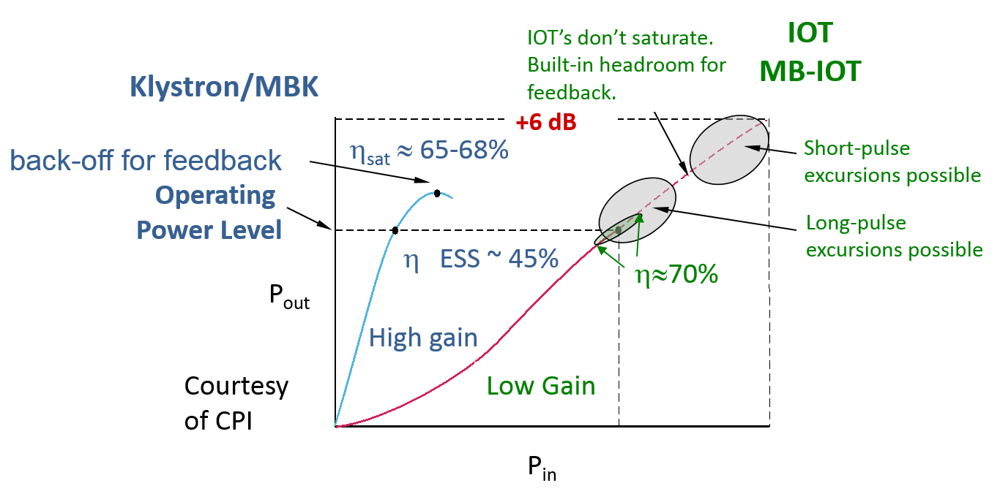 IOT
MB-IOT
IOT's don't saturate.
Built-in headroom for
feedback.
Klystron/MBK
+6 dB
ηsat ≈ 65-68%
back-off for feedback
Operating
Power Level
Short-pulse
excursions possible
Long-pulse
excursions possible
η ESS ~ 45%
η≈70%
Pout
High gain
Low Gain
Courtesy
of CPI
Pin